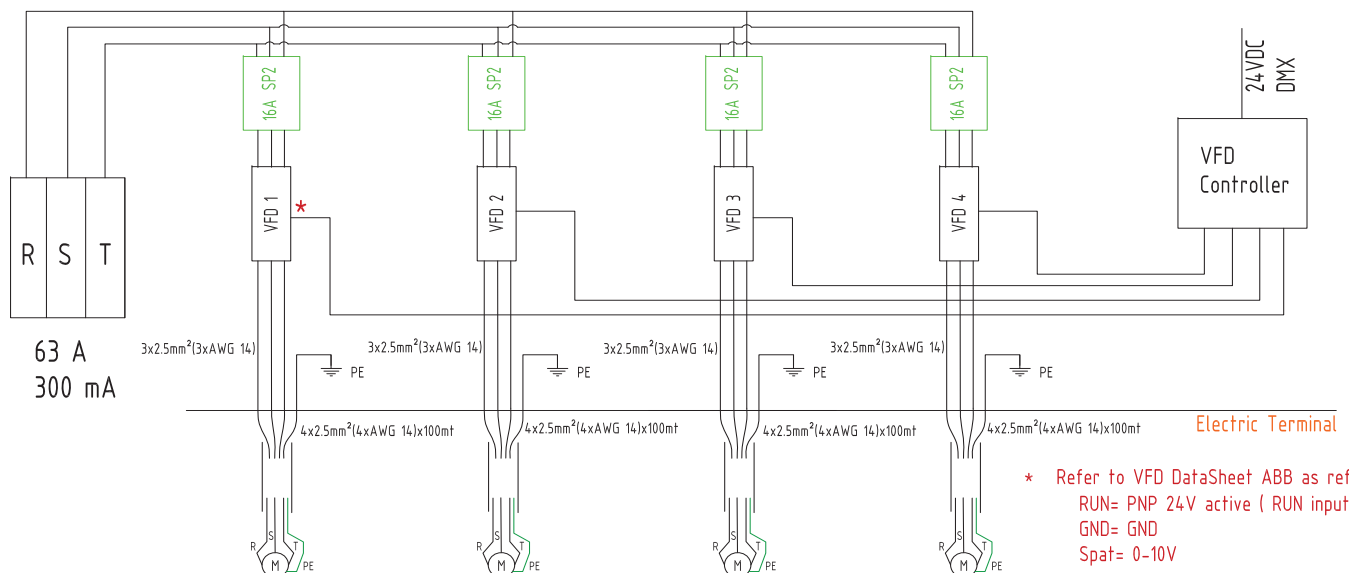 16A SP2
16A SP2
16A SP2
16A SP2
24VDC
DMX
VFD
Controller
VFD 1
*
VFD 2
VFD 3
VFD 4
R
S
T
63 A
300 mA
3x2.5mm²(3xAWG 14)
3x2.5mm²(3xAWG 14)
3x2.5mm²(3xAWG 14)
3x2.5mm²(3xAWG 14)
PE
PE
PE
PE
4x2.5mm²(4xAWG 14)x100mt
4x2.5mm²(4xAWG 14)x100mt
4x2.5mm²(4xAWG 14)x100mt
4x2.5mm²(4xAWG 14)x100mt
Electric Terminal
* Refer to VFD DataSheet ABB as ref
RUN= PNP 24V active ( RUN input
GND= GND
Spat= 0-10V
R
S
T
M
PE
R
S
T
M
PE
R
S
T
M
PE
R
S
T
M
PE